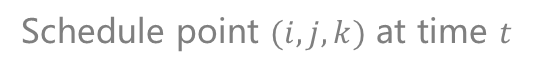 Schedule point (i, j, k) at time t